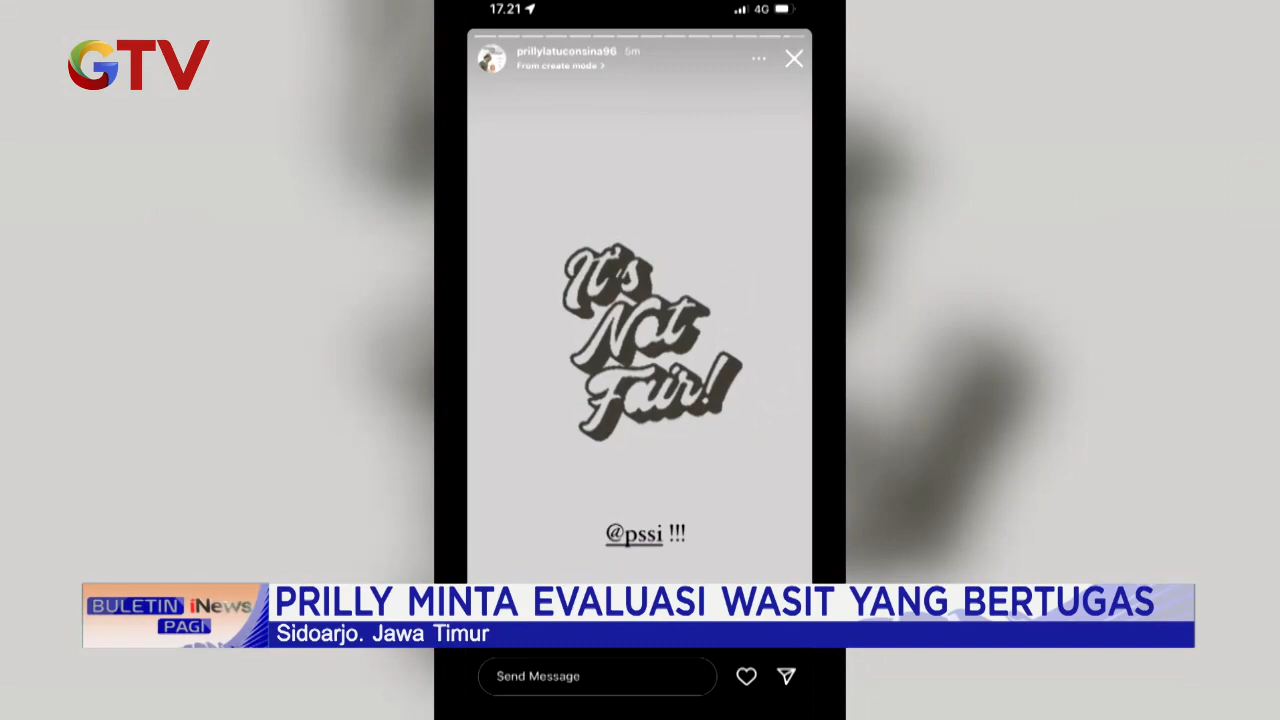 17.21
4G
GTV
prillylatuconsina96 6m
From create mode >
It's
Not
Fair!
@pssi !!!
BULETIN iNews
PAGI
PRILLY MINTA EVALUASI WASIT YANG BERTUGAS
Sidoarjo. Jawa Timur
Send Message